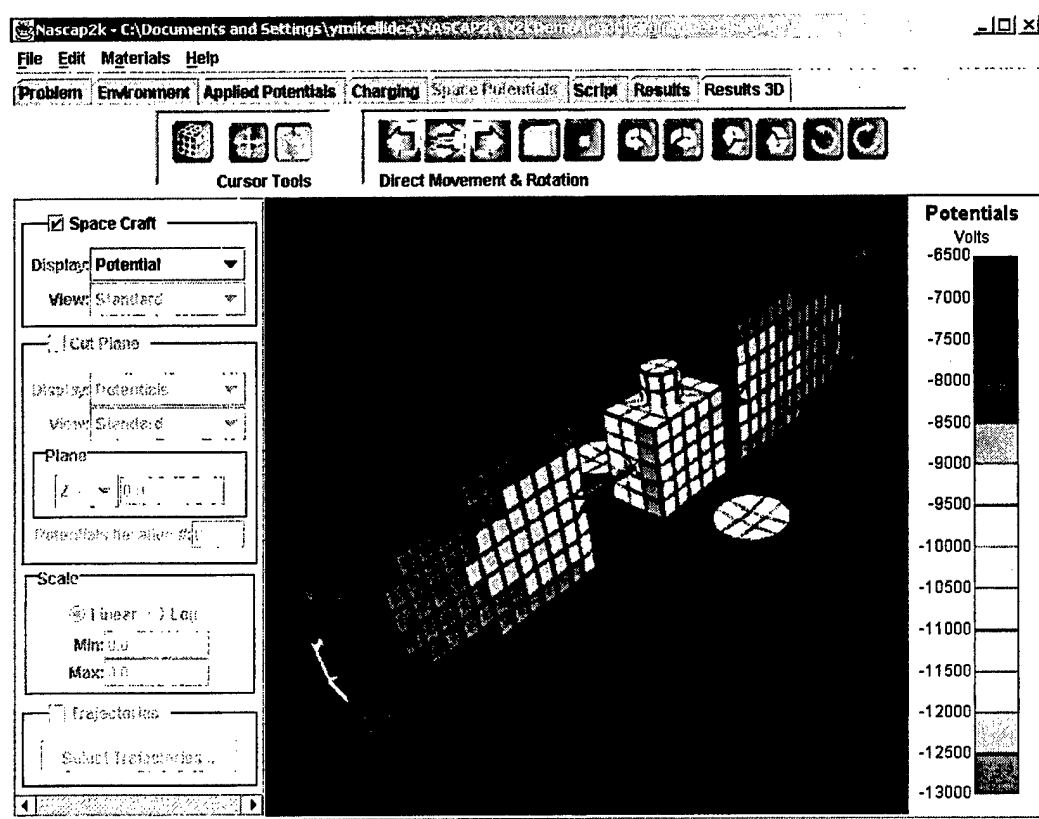 Nascap2k - C:\Documents and Settings\ymikellides\NASCAP2k\
File Edit Materials Help
Problem Environment Applied Potentials Charging Space Potentials Script Results Results 3D
Cursor Tools Direct Movement & Rotation
Space Craft
Display: Potential
View: Standard
Cut Plane
Display: Potentials
View: Standard
Plane
Z
Potentials Iteration
Scale
Linear Log
Min: 0.0
Max:
Trajectories
Select Trajectories...
Potentials
Volts
-6500
-7000
-7500
-8000
-8500
-9000
-9500
-10000
-10500
-11000
-11500
-12000
-12500
-13000